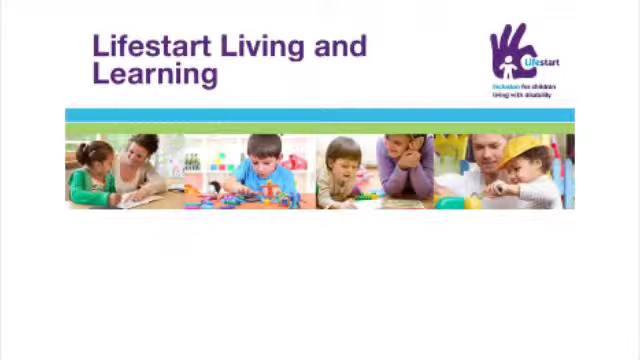 Lifestart Living and
Learning
Lifestart
Inclusion for children
living with disability